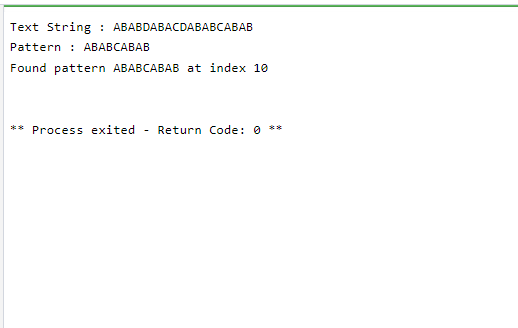 Text String : ABABDABACDABABCABAB
Pattern : ABABCABAB
Found pattern ABABCABAB at index 10
** Process exited - Return Code: 0 **